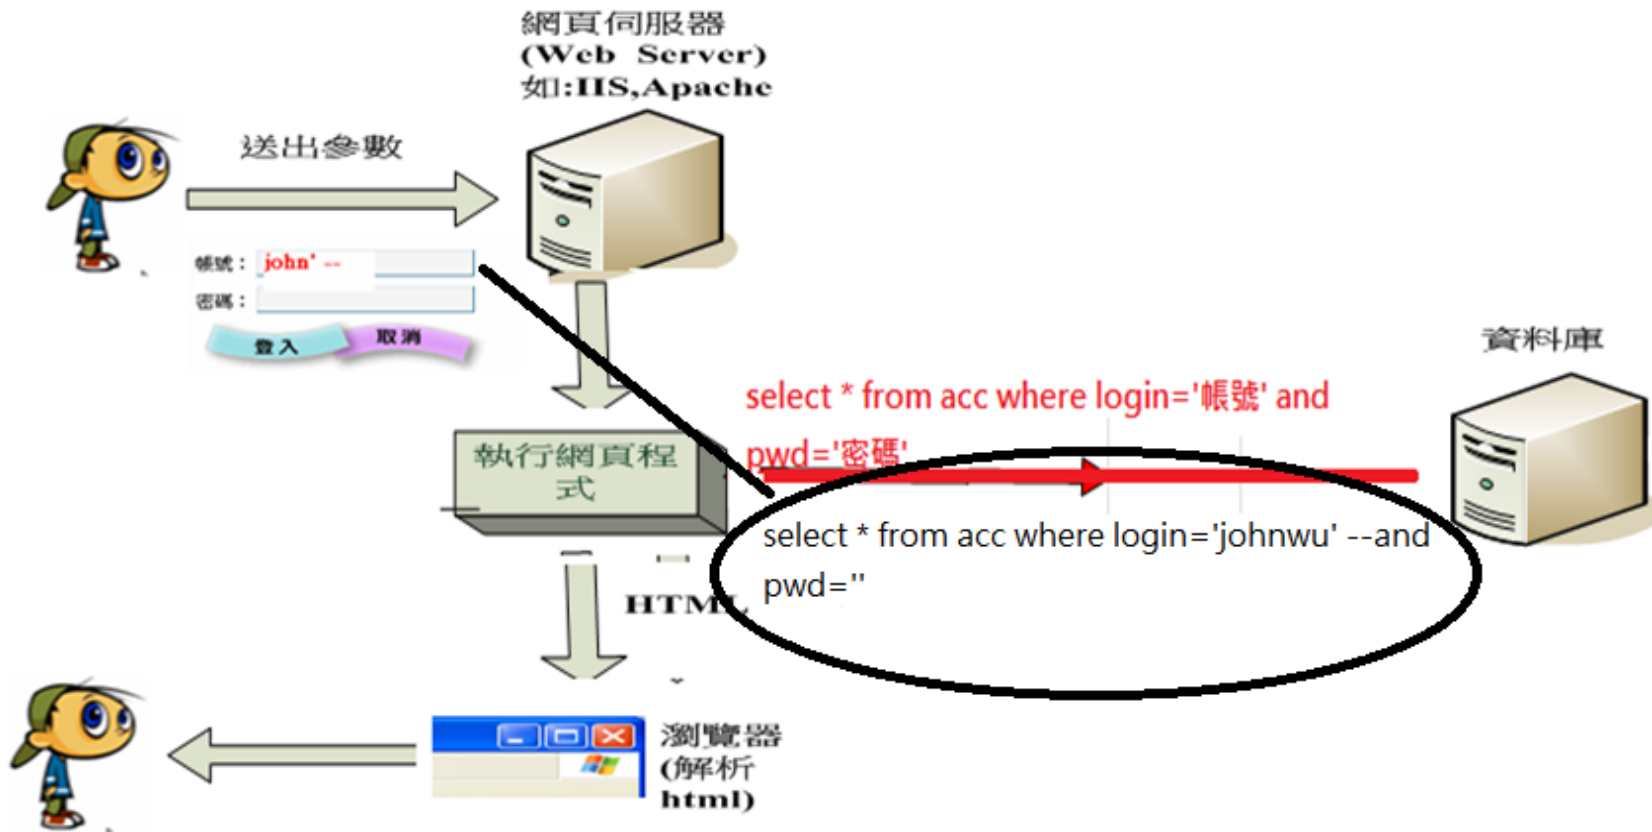 網頁伺服器
(Web Server)
如:IIS,Apache
送出參數
帳號：
john' --
密碼：
登入
取消
資料庫
select * from acc where login='帳號' and
pwd='密碼'
執行網頁程
式
select * from acc where login='johnwu' --and
pwd=''
HTML
瀏覽器
(解析
html)